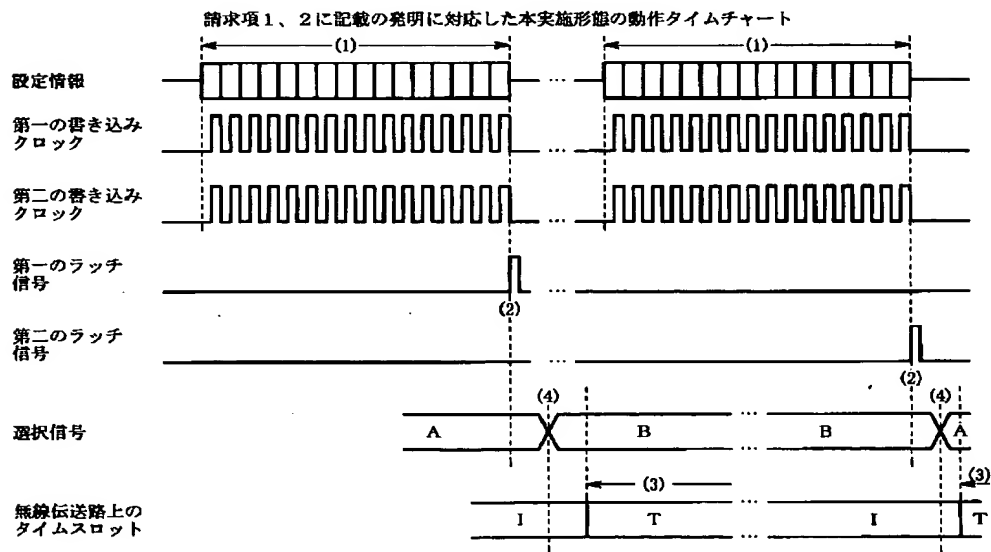 請求項1、2に記載の発明に対応した本実施形態の動作タイムチャート
(1) (1)
設定情報 ... 
第一の書き込み
クロック ...
第二の書き込み
クロック ...
第一のラッチ
信号 ...
(2)
第二のラッチ
信号 ...
(2)
(4) (4)
選択信号 A B ... B A
(3) (3)
無線伝送路上の
タイムスロット I T ... I T